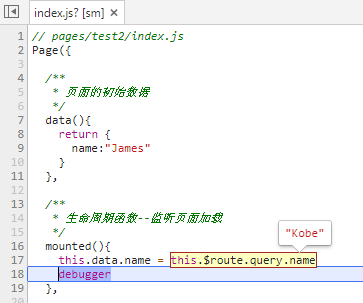 index.js? [sm] ×
1 // pages/test2/index.js
2 Page({
3
4 /**
5 * 页面的初始数据
6 */
7 data(){
8 return {
9 name:"James"
10 }
11 },
12
13 /**
14 * 生命周期函数--监听页面加载
15 */
"Kobe"
16 mounted(){
17 this.data.name = this.$route.query.name
18 debugger
19 },